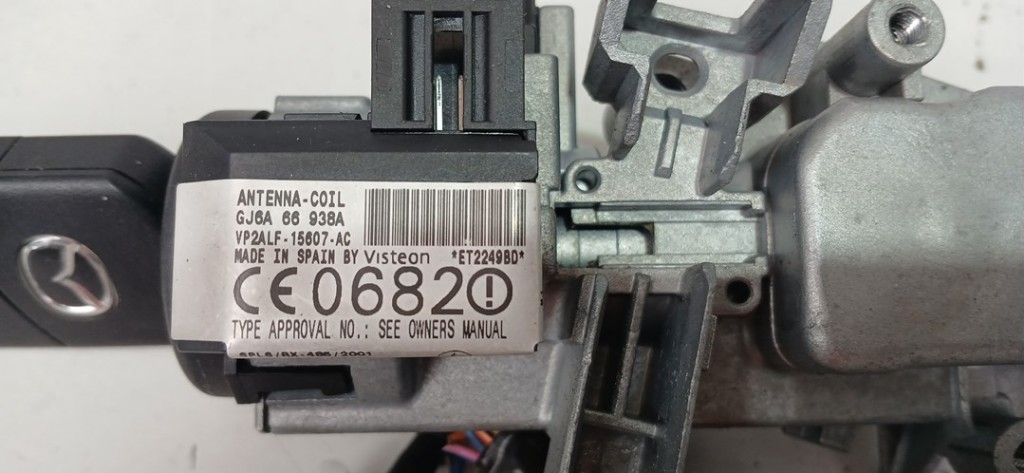 ANTENNA-COIL
GJ6A 66 938A
VP2ALF-15607-AC
MADE IN SPAIN BY Visteon *ET2249BD*
CE0682
TYPE APPROVAL NO.: SEE OWNERS MANUAL